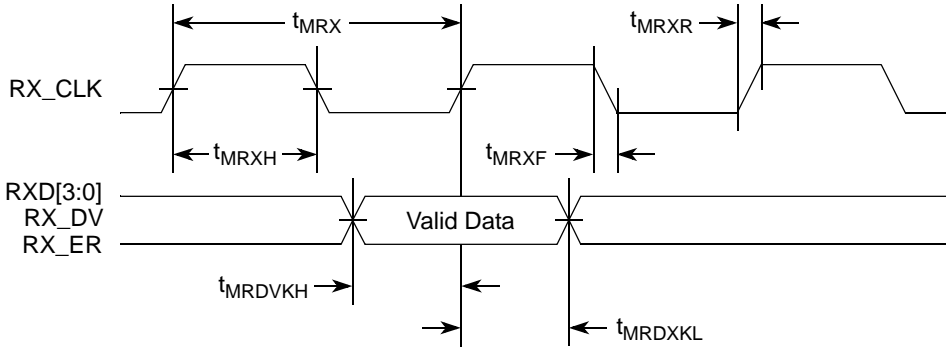 tMRX
tMRXR
RX_CLK
tMRXH
tMRXF
RXD[3:0]
RX_DV
Valid Data
RX_ER
tMRDVKH
tMRDXKL